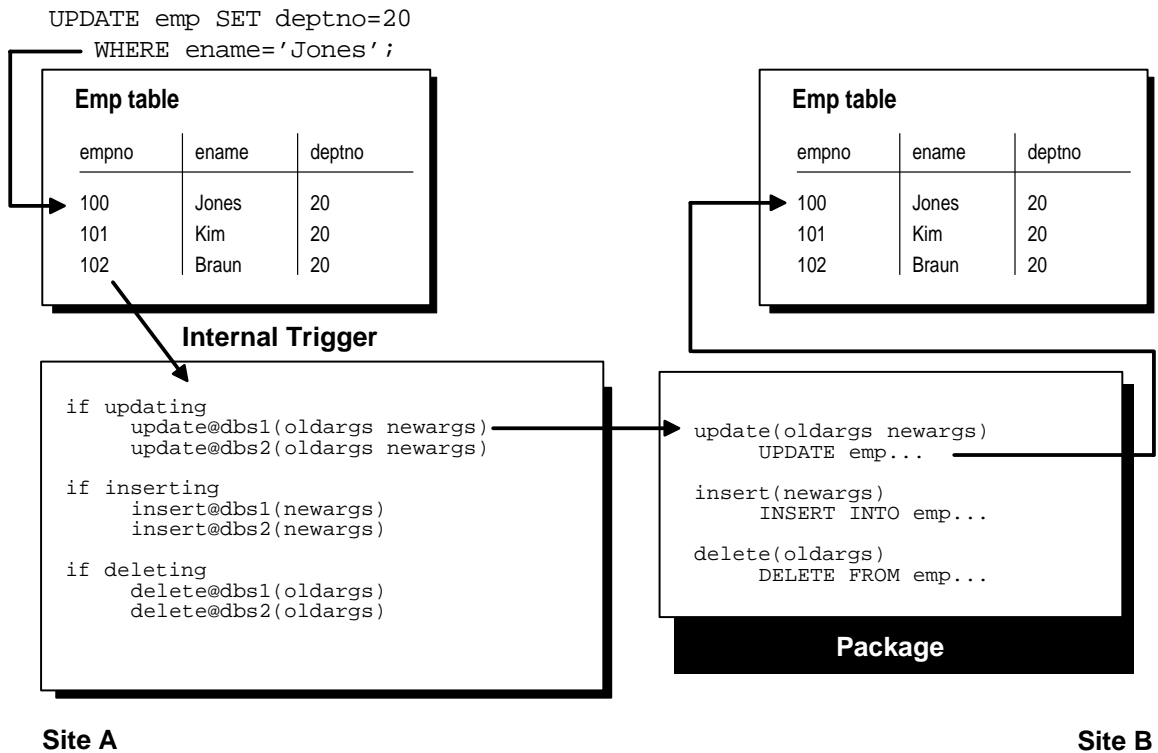 UPDATE emp SET deptno=20
WHERE ename='Jones';
Emp table
empno ename deptno
100 Jones 20
101 Kim 20
102 Braun 20
Emp table
empno ename deptno
100 Jones 20
101 Kim 20
102 Braun 20
Internal Trigger
if updating
update@dbs1(oldargs newargs)
update@dbs2(oldargs newargs)
if inserting
insert@dbs1(newargs)
insert@dbs2(newargs)
if deleting
delete@dbs1(oldargs)
delete@dbs2(oldargs)
update(oldargs newargs)
UPDATE emp...
insert(newargs)
INSERT INTO emp...
delete(oldargs)
DELETE FROM emp...
Package
Site A
Site B